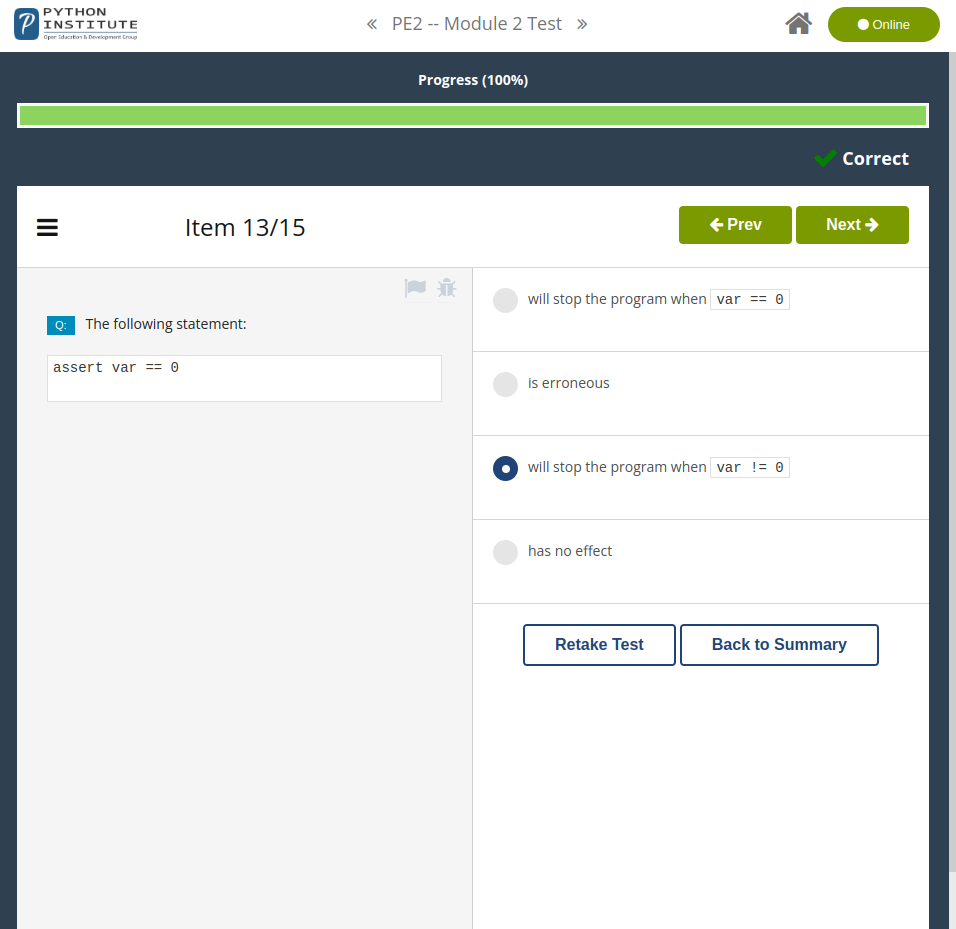 PYTHON
INSTITUTE
Open Education & Development Group
« PE2 -- Module 2 Test »
Online
Progress (100%)
Correct
Item 13/15
Prev
Next
Q: The following statement:
assert var == 0
will stop the program when var == 0
is erroneous
will stop the program when var != 0
has no effect
Retake Test
Back to Summary